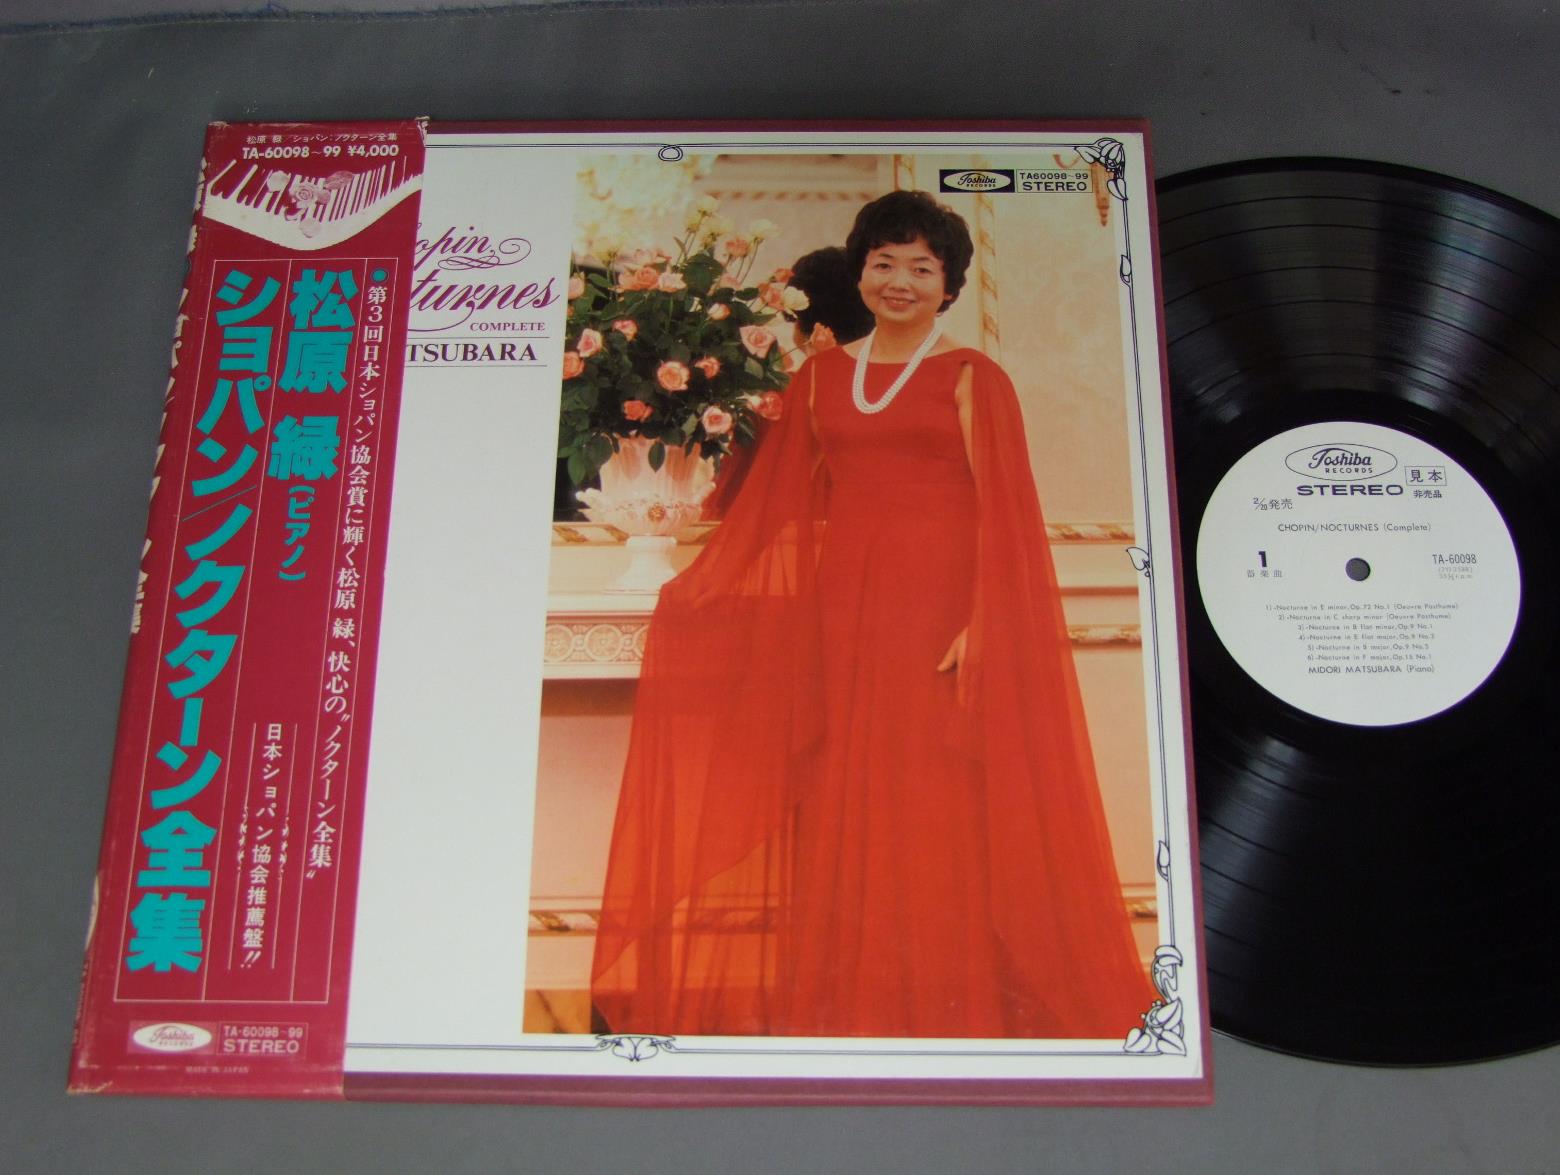 松原 緑/ショパン:ノクターン全集
TA-60098~99 ¥4,000
●第3回日本ショパン協会賞に輝く松原 緑、快心の〝ノクターン全集〟
松原 緑(ピアノ)
ショパン/ノクターン全集
日本ショパン協会推薦盤!!
Toshiba
RECORDS
TA-60098~99
STEREO
MADE IN JAPAN
COMPLETE
Toshiba
RECORDS
TA60098~99
STEREO
Toshiba
RECORDS
STEREO
見本
非売品
2/20発売
CHOPIN/NOCTURNES (Complete)
1
器楽曲
TA-60098
33⅓r.p.m.
1)-Nocturne in E minor, Op.72 No.1 (Oeuvre Posthume)
2)-Nocturne in C sharp minor (Oeuvre Posthume)
3)-Nocturne in B flat minor, Op.9 No.1
4)-Nocturne in E flat major, Op.9 No.2
5)-Nocturne in B major, Op.9 No.3
6)-Nocturne in F major, Op.15 No.1
MIDORI MATSUBARA (Piano)